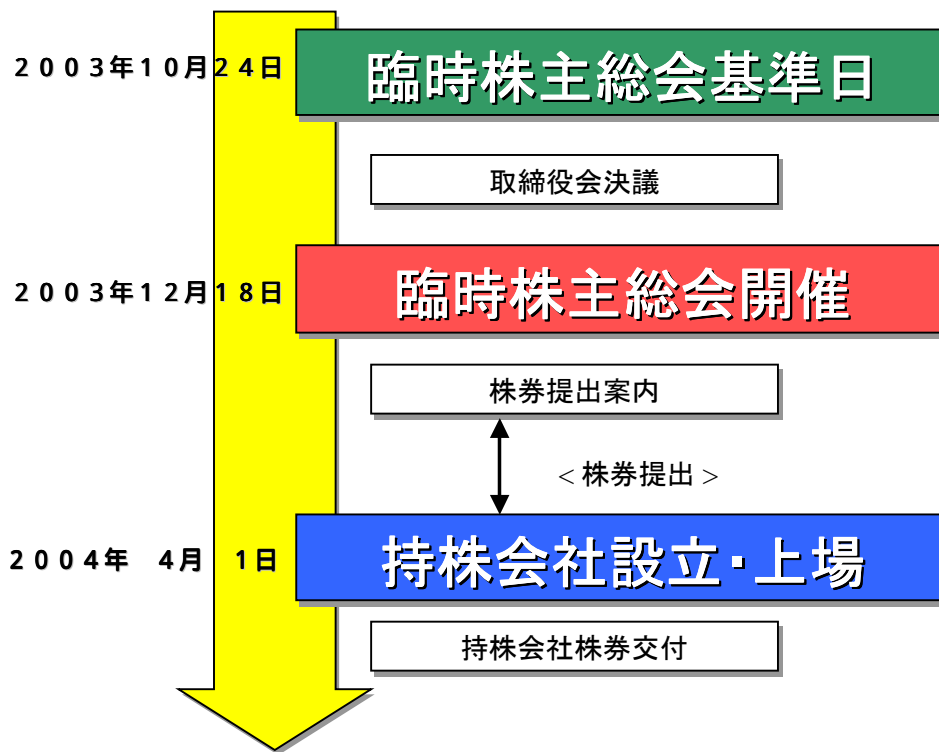 ２００３年１０月２４日
臨時株主総会基準日
取締役会決議
２００３年１２月１８日
臨時株主総会開催
株券提出案内
＜株券提出＞
２００４年　４月　１日
持株会社設立・上場
持株会社株券交付